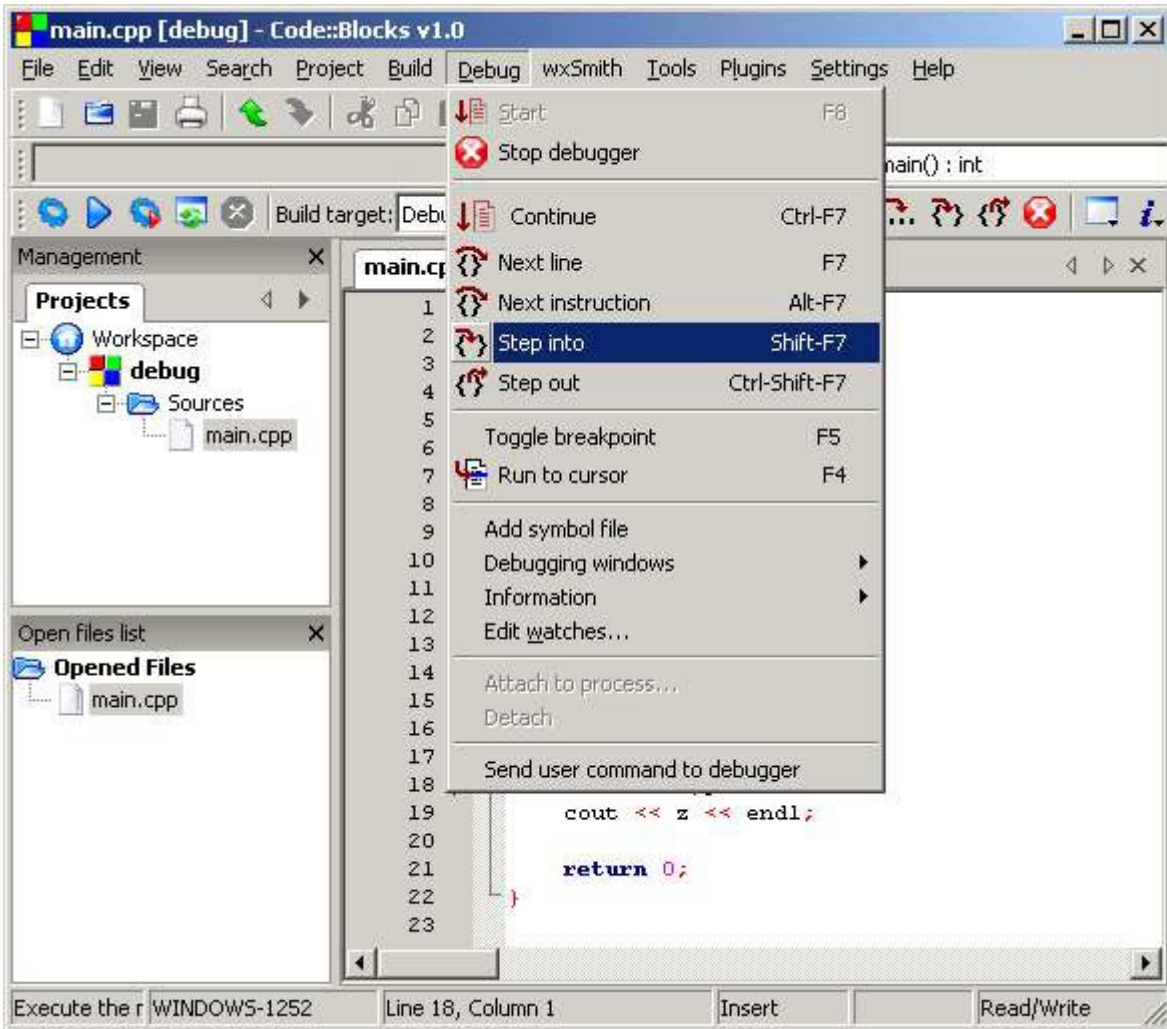 main.cpp [debug] - Code::Blocks v1.0
File Edit View Search Project Build Debug wxSmith Tools Plugins Settings Help
Start F8
Stop debugger
main() : int
Build target: Debu
Continue Ctrl-F7
Management
main.cp
Next line F7
Projects
Next instruction Alt-F7
Workspace
Step into Shift-F7
debug
Step out Ctrl-Shift-F7
Sources
main.cpp
Toggle breakpoint F5
Run to cursor F4
Add symbol file
Debugging windows
Information
Edit watches...
Open files list
Opened Files
main.cpp
Attach to process...
Detach
Send user command to debugger
1
2
3
4
5
6
7
8
9
10
11
12
13
14
15
16
17
18
19 cout << z << endl;
20
21 return 0;
22 }
23
Execute the r WINDOWS-1252 Line 18, Column 1 Insert Read/Write